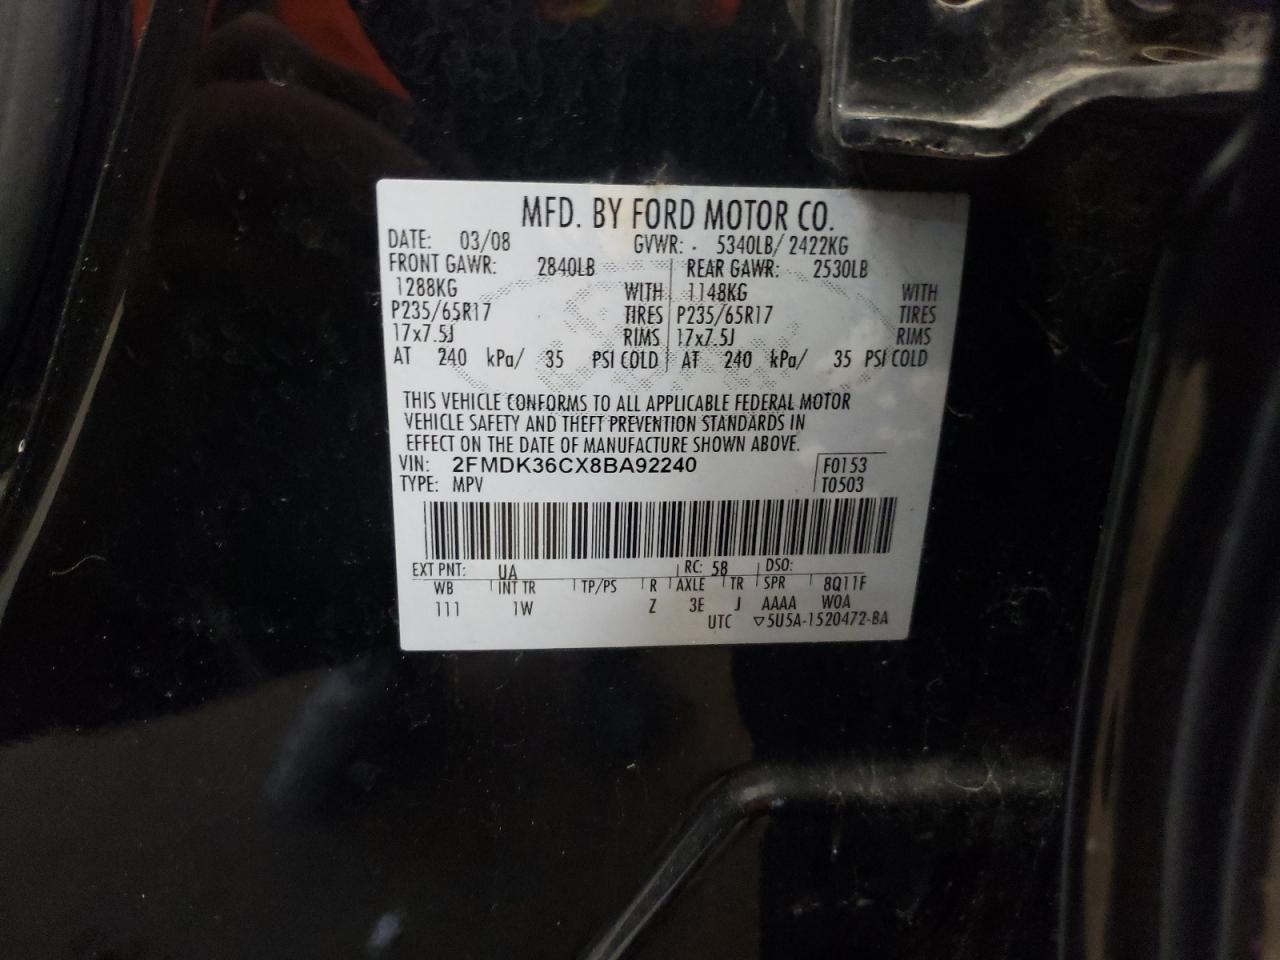 MFD. BY FORD MOTOR CO.
DATE: 03/08 GVWR: 5340LB/ 2422KG
FRONT GAWR: 2840LB REAR GAWR: 2530LB
1288KG WITH 1148KG WITH
P235/65R17 TIRES P235/65R17 TIRES
17x7.5J RIMS 17x7.5J RIMS
AT 240 kPa/ 35 PSI COLD AT 240 kPa/ 35 PSI COLD
THIS VEHICLE CONFORMS TO ALL APPLICABLE FEDERAL MOTOR
VEHICLE SAFETY AND THEFT PREVENTION STANDARDS IN
EFFECT ON THE DATE OF MANUFACTURE SHOWN ABOVE.
VIN: 2FMDK36CX8BA92240 F0153
TYPE: MPV T0503
EXT PNT: UA RC: 58 DSO:
WB INT TR TP/PS R AXLE TR SPR 8Q11F
111 1W Z 3E J AAAA W0A
UTC ▽5U5A-1520472-BA